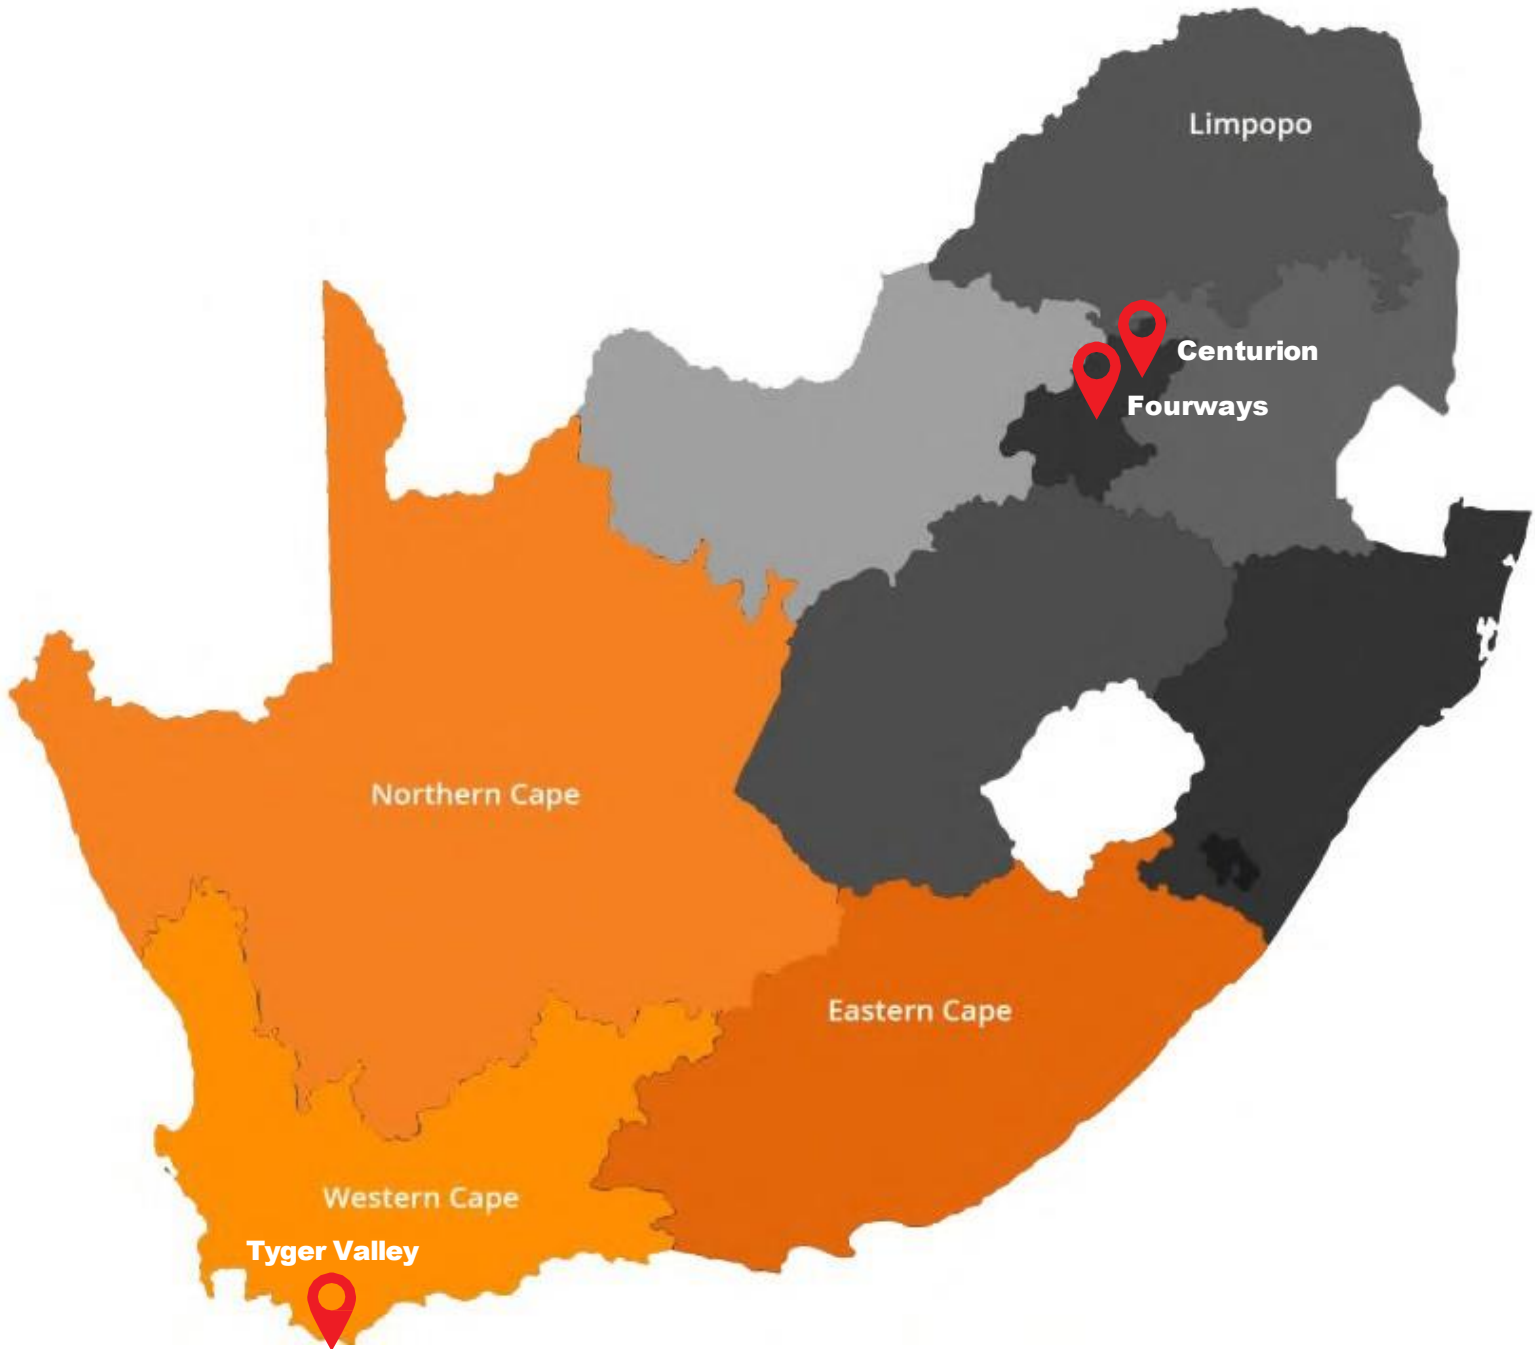 Limpopo
Centurion
Fourways
Northern Cape
Eastern Cape
Western Cape
Tyger Valley